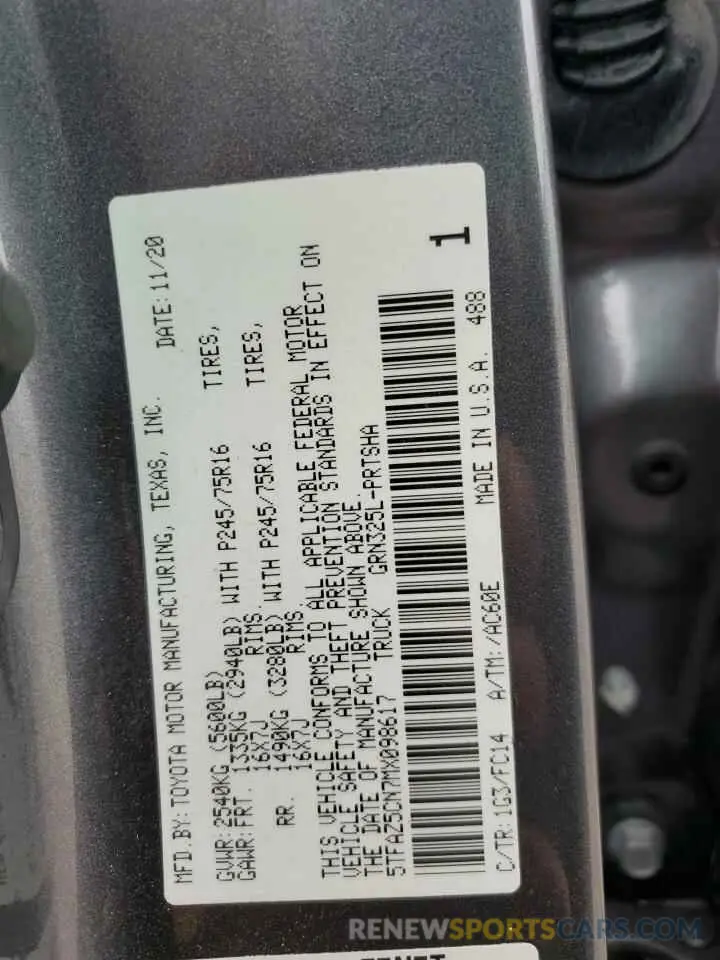 MFD.BY: TOYOTA MOTOR MANUFACTURING, TEXAS, INC. DATE: 11/20
GVWR: 2540KG (5600LB)
GAWR: FRT. 1335KG (2940LB) WITH P245/75R16 TIRES,
16X7J RIMS.
RR. 1490KG (3280LB) WITH P245/75R16 TIRES,
16X7J RIMS.
THIS VEHICLE CONFORMS TO ALL APPLICABLE FEDERAL MOTOR
VEHICLE SAFETY AND THEFT PREVENTION STANDARDS IN EFFECT ON
THE DATE OF MANUFACTURE SHOWN ABOVE.
5TFAZ5CN7MX098617 TRUCK GRN325L-PRTSHA
1
C/TR: 1G3/FC14 A/TM: /AC60E MADE IN U.S.A. 488
RENEWSPORTSCARS.COM